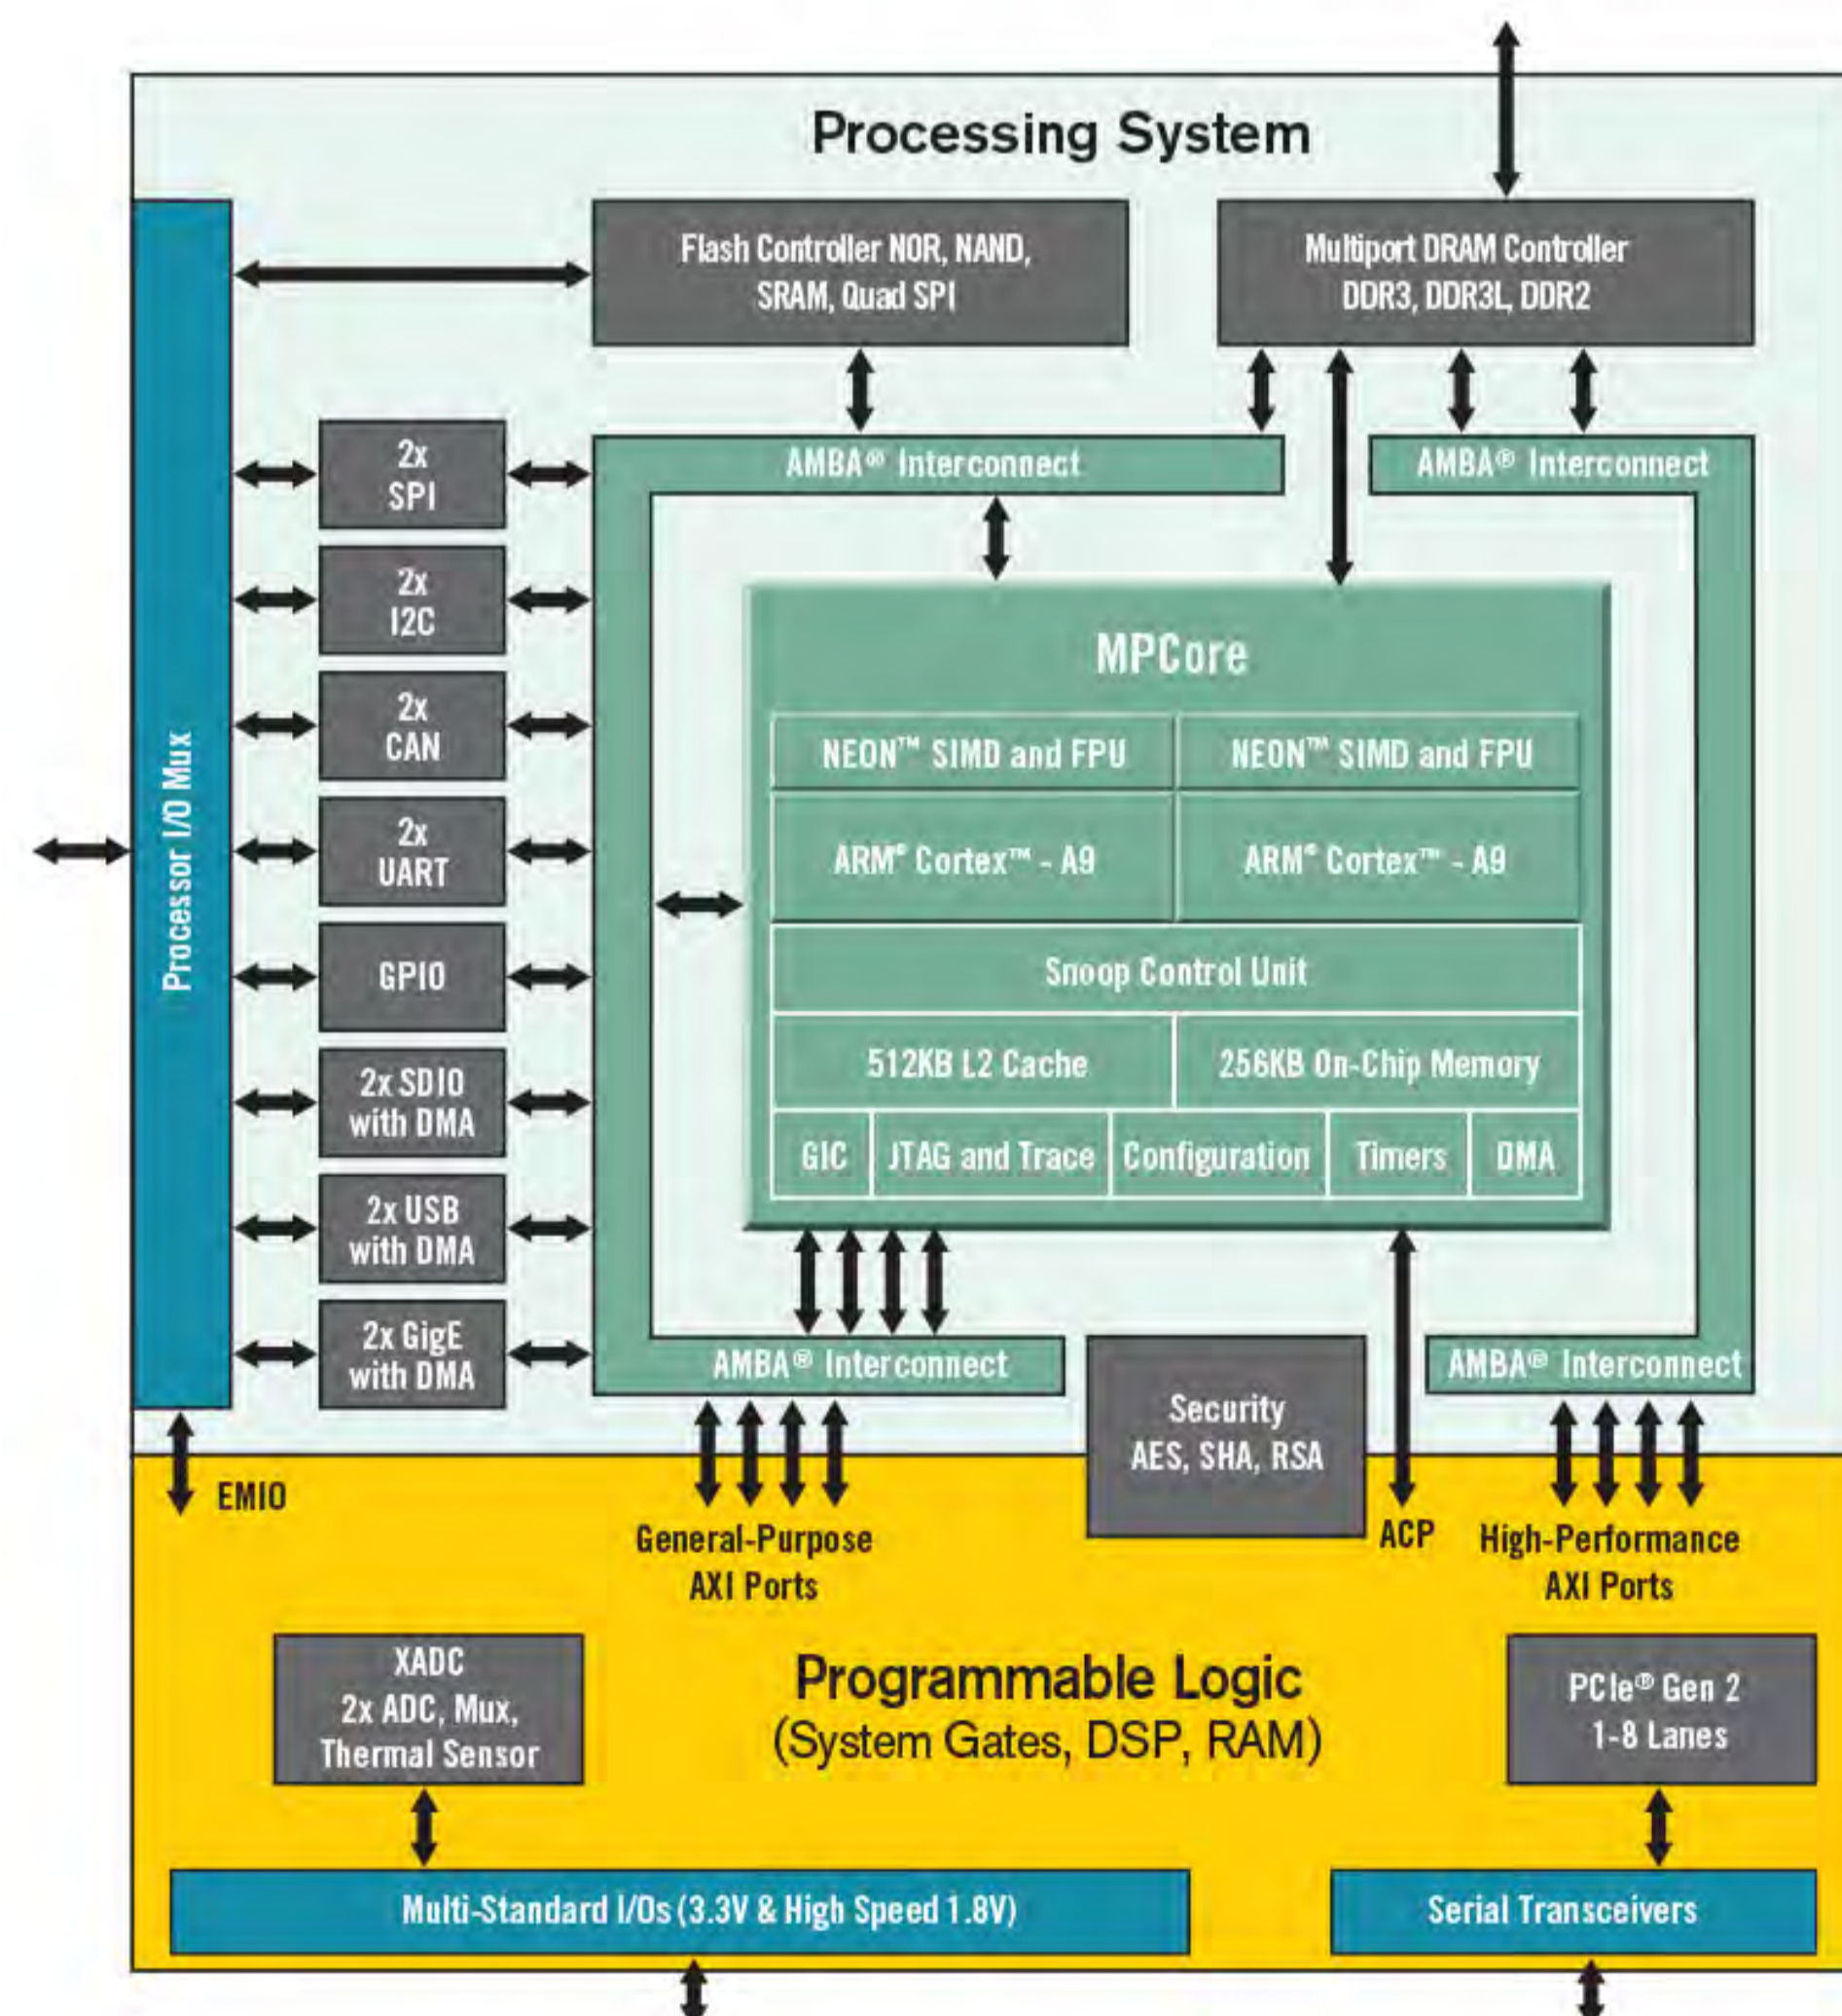 Processing System
Flash Controller NOR, NAND,
SRAM, Quad SPI
Multiport DRAM Controller
DDR3, DDR3L, DDR2
AMBA® Interconnect
AMBA® Interconnect
2x
SPI
2x
I2C
2x
CAN
2x
UART
GPIO
2x SDIO
with DMA
2x USB
with DMA
2x GigE
with DMA
Processor I/O Mux
MPCore
NEON™ SIMD and FPU
NEON™ SIMD and FPU
ARM® Cortex™ - A9
ARM® Cortex™ - A9
Snoop Control Unit
512KB L2 Cache
256KB On-Chip Memory
GIC
JTAG and Trace
Configuration
Timers
DMA
AMBA® Interconnect
Security
AES, SHA, RSA
AMBA® Interconnect
EMIO
General-Purpose
AXI Ports
ACP
High-Performance
AXI Ports
XADC
2x ADC, Mux,
Thermal Sensor
Programmable Logic
(System Gates, DSP, RAM)
PCIe® Gen 2
1-8 Lanes
Multi-Standard I/Os (3.3V & High Speed 1.8V)
Serial Transceivers